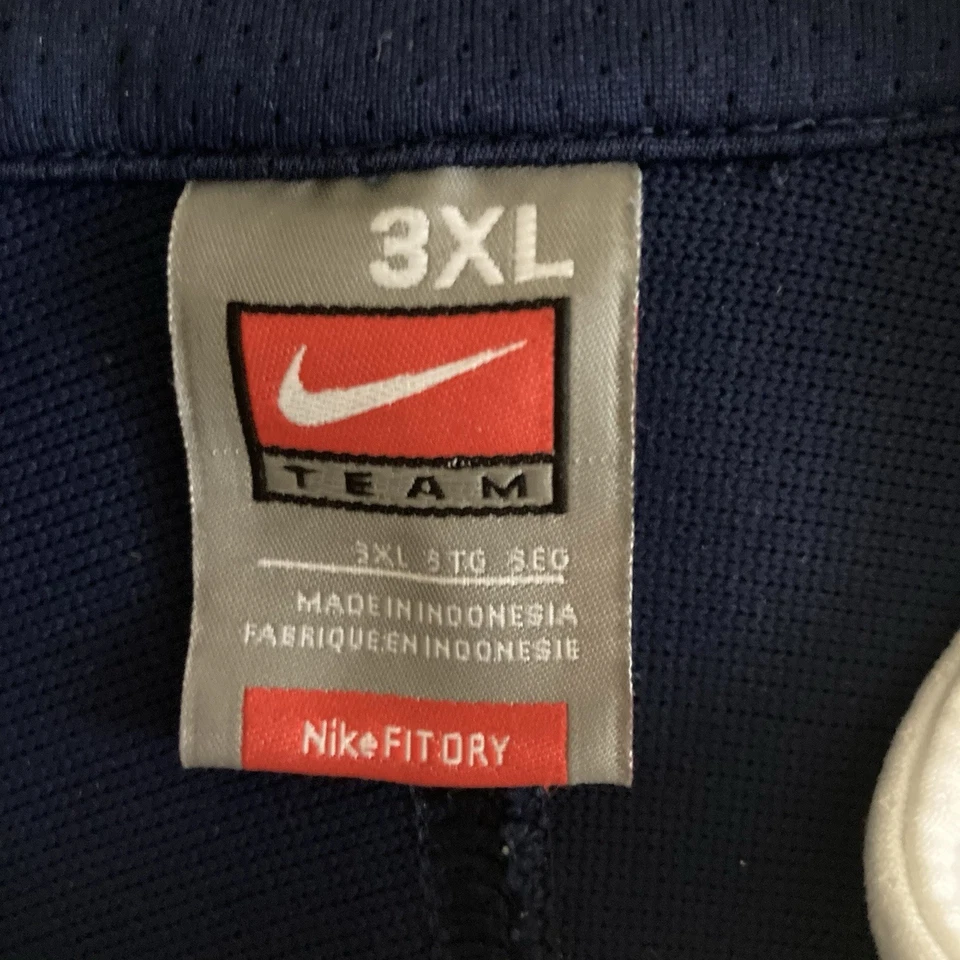 3XL
TEAM
3XL STG SEG
MADE IN INDONESIA
FABRIQUE EN INDONESIE
Nike FIT DRY